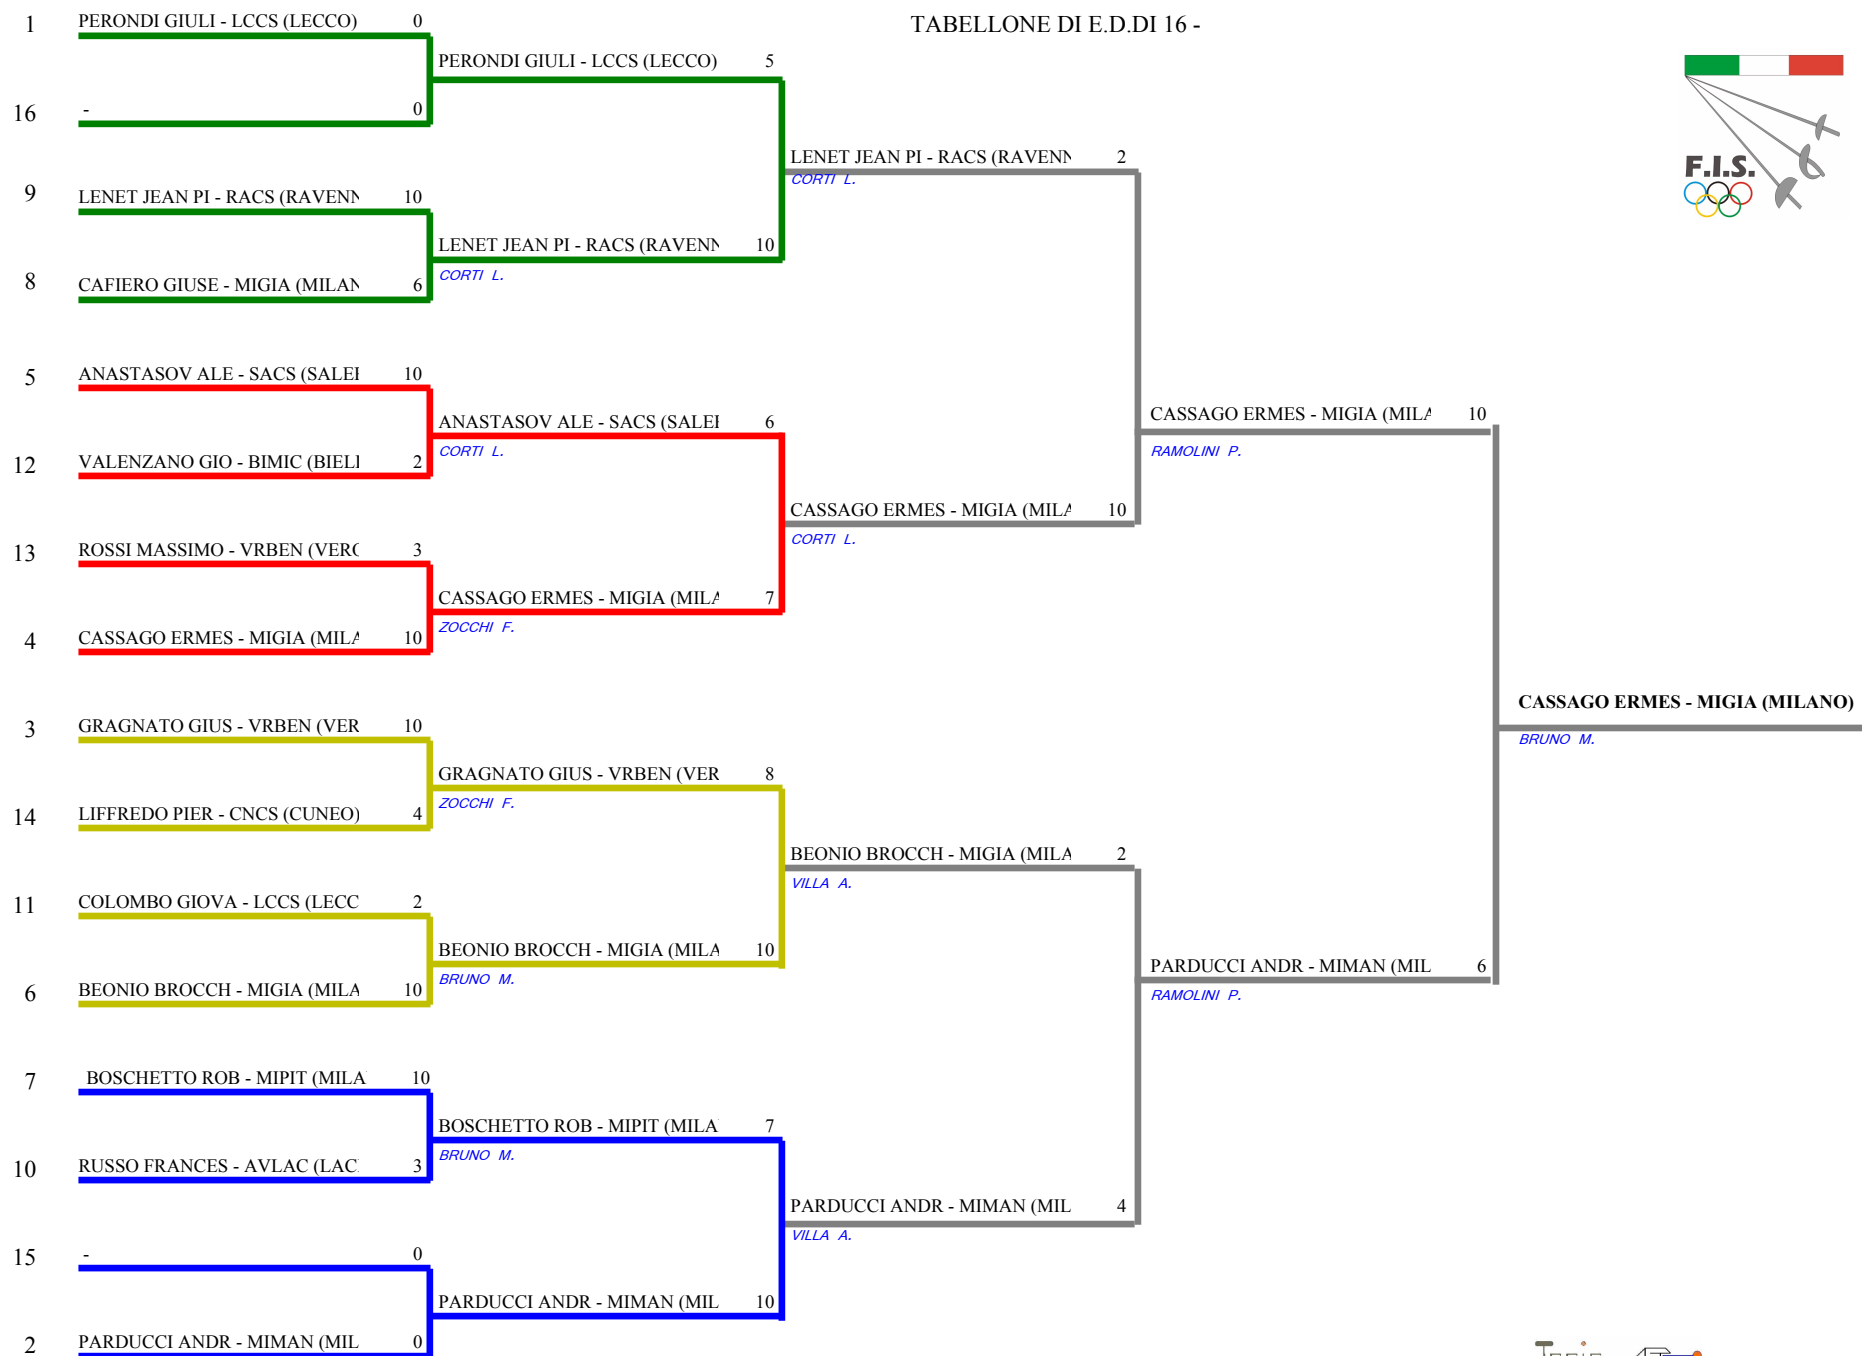 TABELLONE DI E.D.DI 16 -
F.I.S.
1 PERONDI GIULI - LCCS (LECCO) 0
16 - 0
9 LENET JEAN PI - RACS (RAVENN 10
8 CAFIERO GIUSE - MIGIA (MILAN 6
5 ANASTASOV ALE - SACS (SALEI 10
12 VALENZANO GIO - BIMIC (BIELI 2
13 ROSSI MASSIMO - VRBEN (VERC 3
4 CASSAGO ERMES - MIGIA (MILA 10
3 GRAGNATO GIUS - VRBEN (VER 10
14 LIFFREDO PIER - CNCS (CUNEO) 4
11 COLOMBO GIOVA - LCCS (LECC 2
6 BEONIO BROCCH - MIGIA (MILA 10
7 BOSCHETTO ROB - MIPIT (MILA 10
10 RUSSO FRANCES - AVLAC (LAC 3
15 - 0
2 PARDUCCI ANDR - MIMAN (MIL 0
PERONDI GIULI - LCCS (LECCO) 5
LENET JEAN PI - RACS (RAVENN 10
CORTI L.
ANASTASOV ALE - SACS (SALEI 6
CORTI L.
CASSAGO ERMES - MIGIA (MILA 7
ZOCCHI F.
GRAGNATO GIUS - VRBEN (VER 8
ZOCCHI F.
BEONIO BROCCH - MIGIA (MILA 10
BRUNO M.
BOSCHETTO ROB - MIPIT (MILA 7
BRUNO M.
PARDUCCI ANDR - MIMAN (MIL 10
LENET JEAN PI - RACS (RAVENN 2
CORTI L.
CASSAGO ERMES - MIGIA (MILA 10
CORTI L.
BEONIO BROCCH - MIGIA (MILA 2
VILLA A.
PARDUCCI ANDR - MIMAN (MIL 4
VILLA A.
CASSAGO ERMES - MIGIA (MILA 10
RAMOLINI P.
PARDUCCI ANDR - MIMAN (MIL 6
RAMOLINI P.
CASSAGO ERMES - MIGIA (MILANO)
BRUNO M.